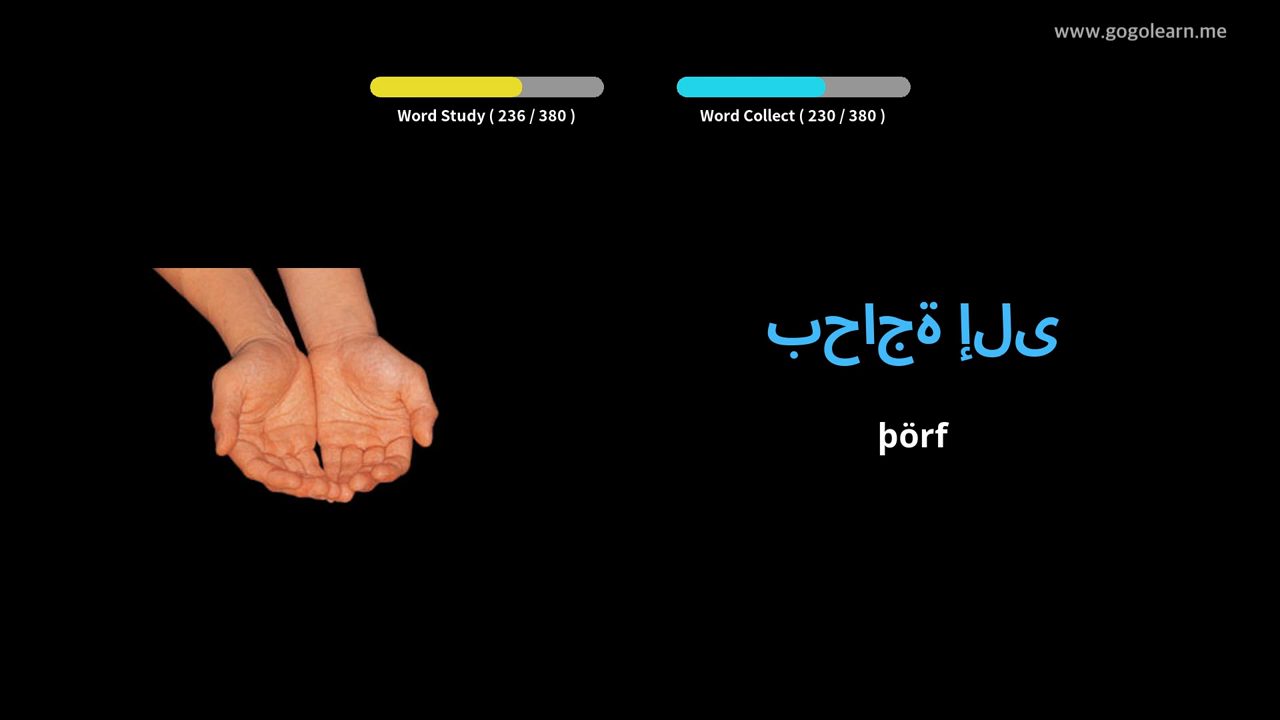 www.gogolearn.me
Word Study ( 236 / 380 )
Word Collect ( 230 / 380 )
بحاجة إلى
þörf